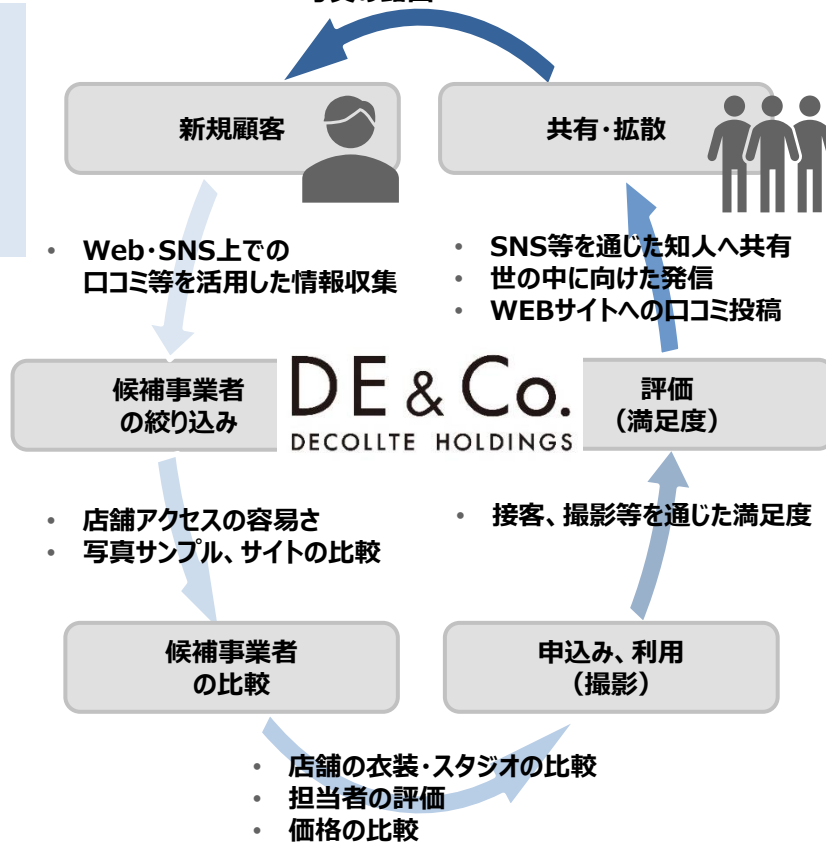 新規顧客
共有・拡散
・ Web・SNS上での
口コミ等を活用した情報収集
・ SNS等を通じた知人へ共有
・ 世の中に向けた発信
・ WEBサイトへの口コミ投稿
候補事業者
の絞り込み
DE & Co.
DECOLLTE HOLDINGS
評価
（満足度）
・ 店舗アクセスの容易さ
・ 写真サンプル、サイトの比較
・ 接客、撮影等を通じた満足度
候補事業者
の比較
申込み、利用
（撮影）
・ 店舗の衣装・スタジオの比較
・ 担当者の評価
・ 価格の比較